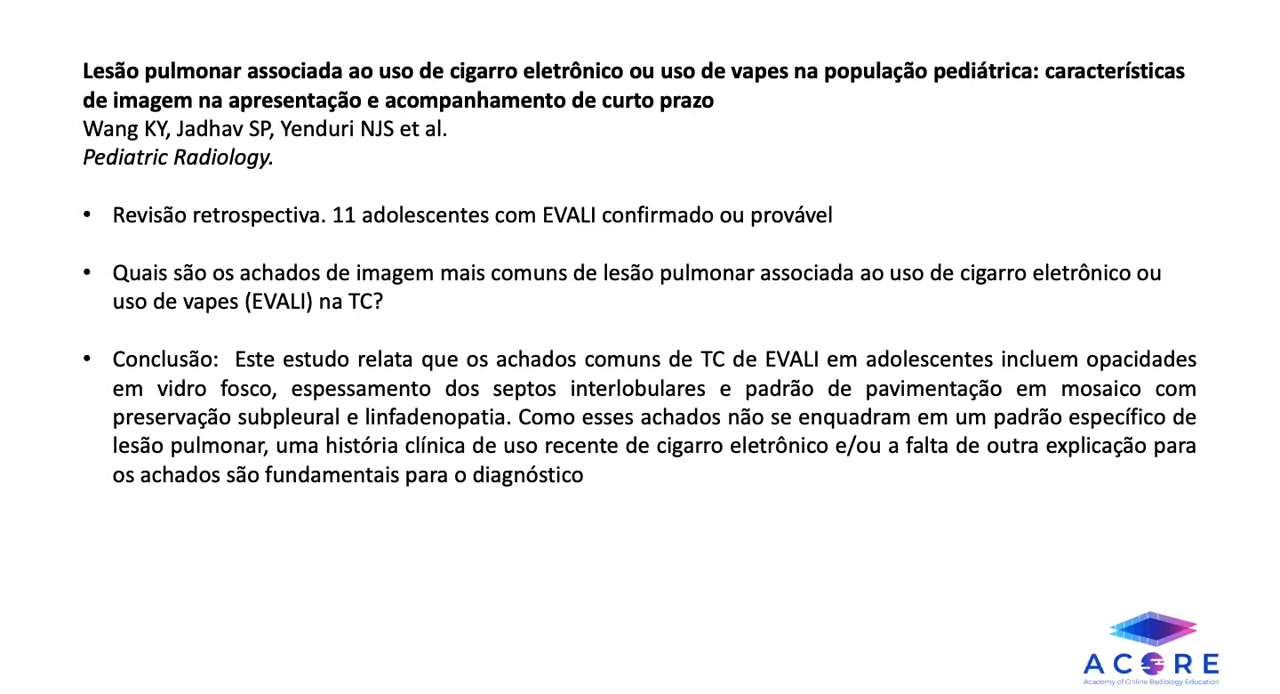 Lesão pulmonar associada ao uso de cigarro eletrônico ou uso de vapes na população pediátrica: características
de imagem na apresentação e acompanhamento de curto prazo
Wang KY, Jadhav SP, Yenduri NJS et al.
Pediatric Radiology.
• Revisão retrospectiva. 11 adolescentes com EVALI confirmado ou provável
• Quais são os achados de imagem mais comuns de lesão pulmonar associada ao uso de cigarro eletrônico ou
uso de vapes (EVALI) na TC?
• Conclusão: Este estudo relata que os achados comuns de TC de EVALI em adolescentes incluem opacidades
em vidro fosco, espessamento dos septos interlobulares e padrão de pavimentação em mosaico com
preservação subpleural e linfadenopatia. Como esses achados não se enquadram em um padrão específico de
lesão pulmonar, uma história clínica de uso recente de cigarro eletrônico e/ou a falta de outra explicação para
os achados são fundamentais para o diagnóstico
ACORE
Academy of Online Radiology Education